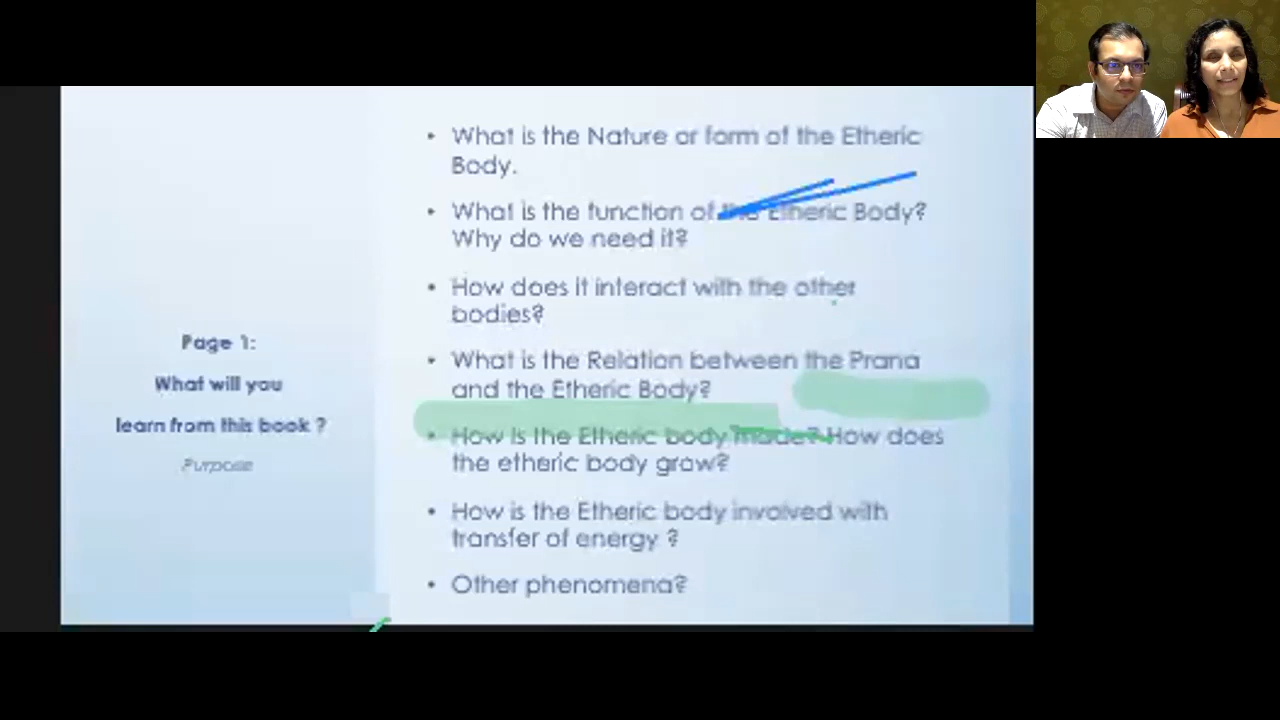 Page 1:
What will you
learn from this book ?
Purpose
• What is the Nature or form of the Etheric
Body.
• What is the function of the Etheric Body?
Why do we need it?
• How does it interact with the other
bodies?
• What is the Relation between the Prana
and the Etheric Body?
• How is the Etheric body made? How does
the etheric body grow?
• How is the Etheric body involved with
transfer of energy ?
• Other phenomena?